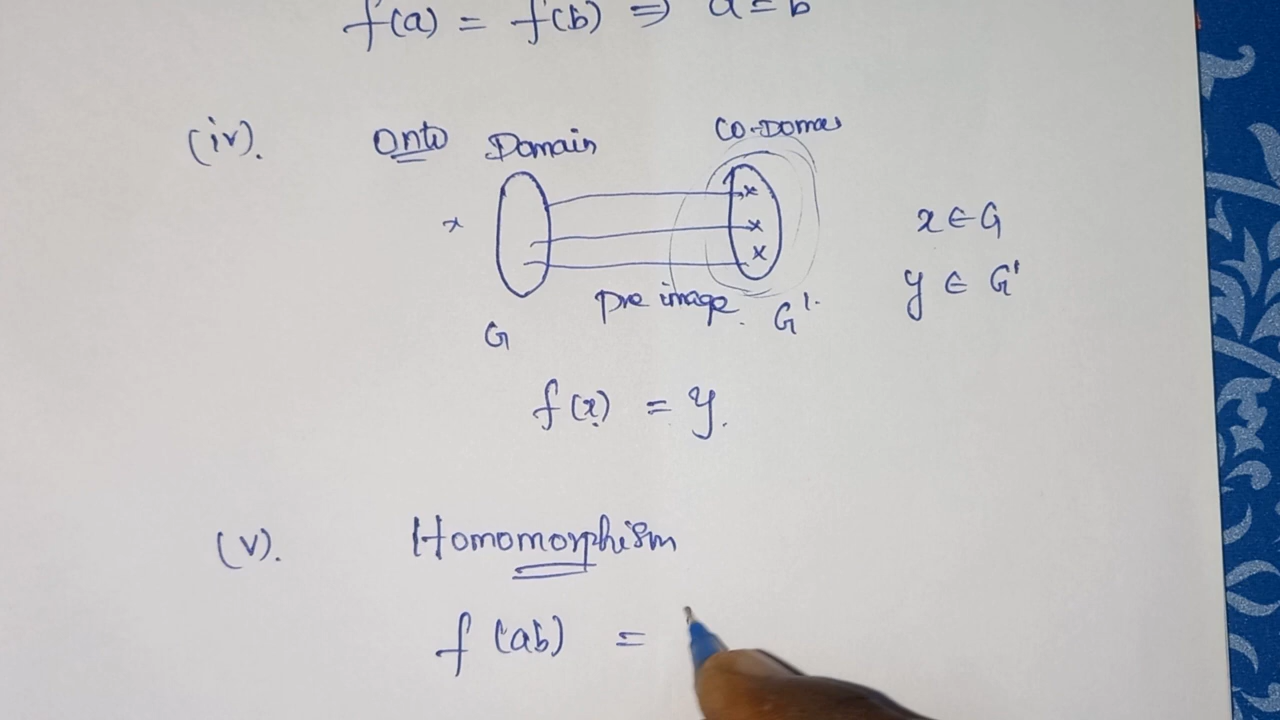 f(a) = f(b) ⇒ a = b
(iv). Onto Domain Co-Domai
x x x x x ∈ G
y ∈ G'
Pre image. G'.
G
f(x) = y.
(v). Homomorphism
f (ab) =